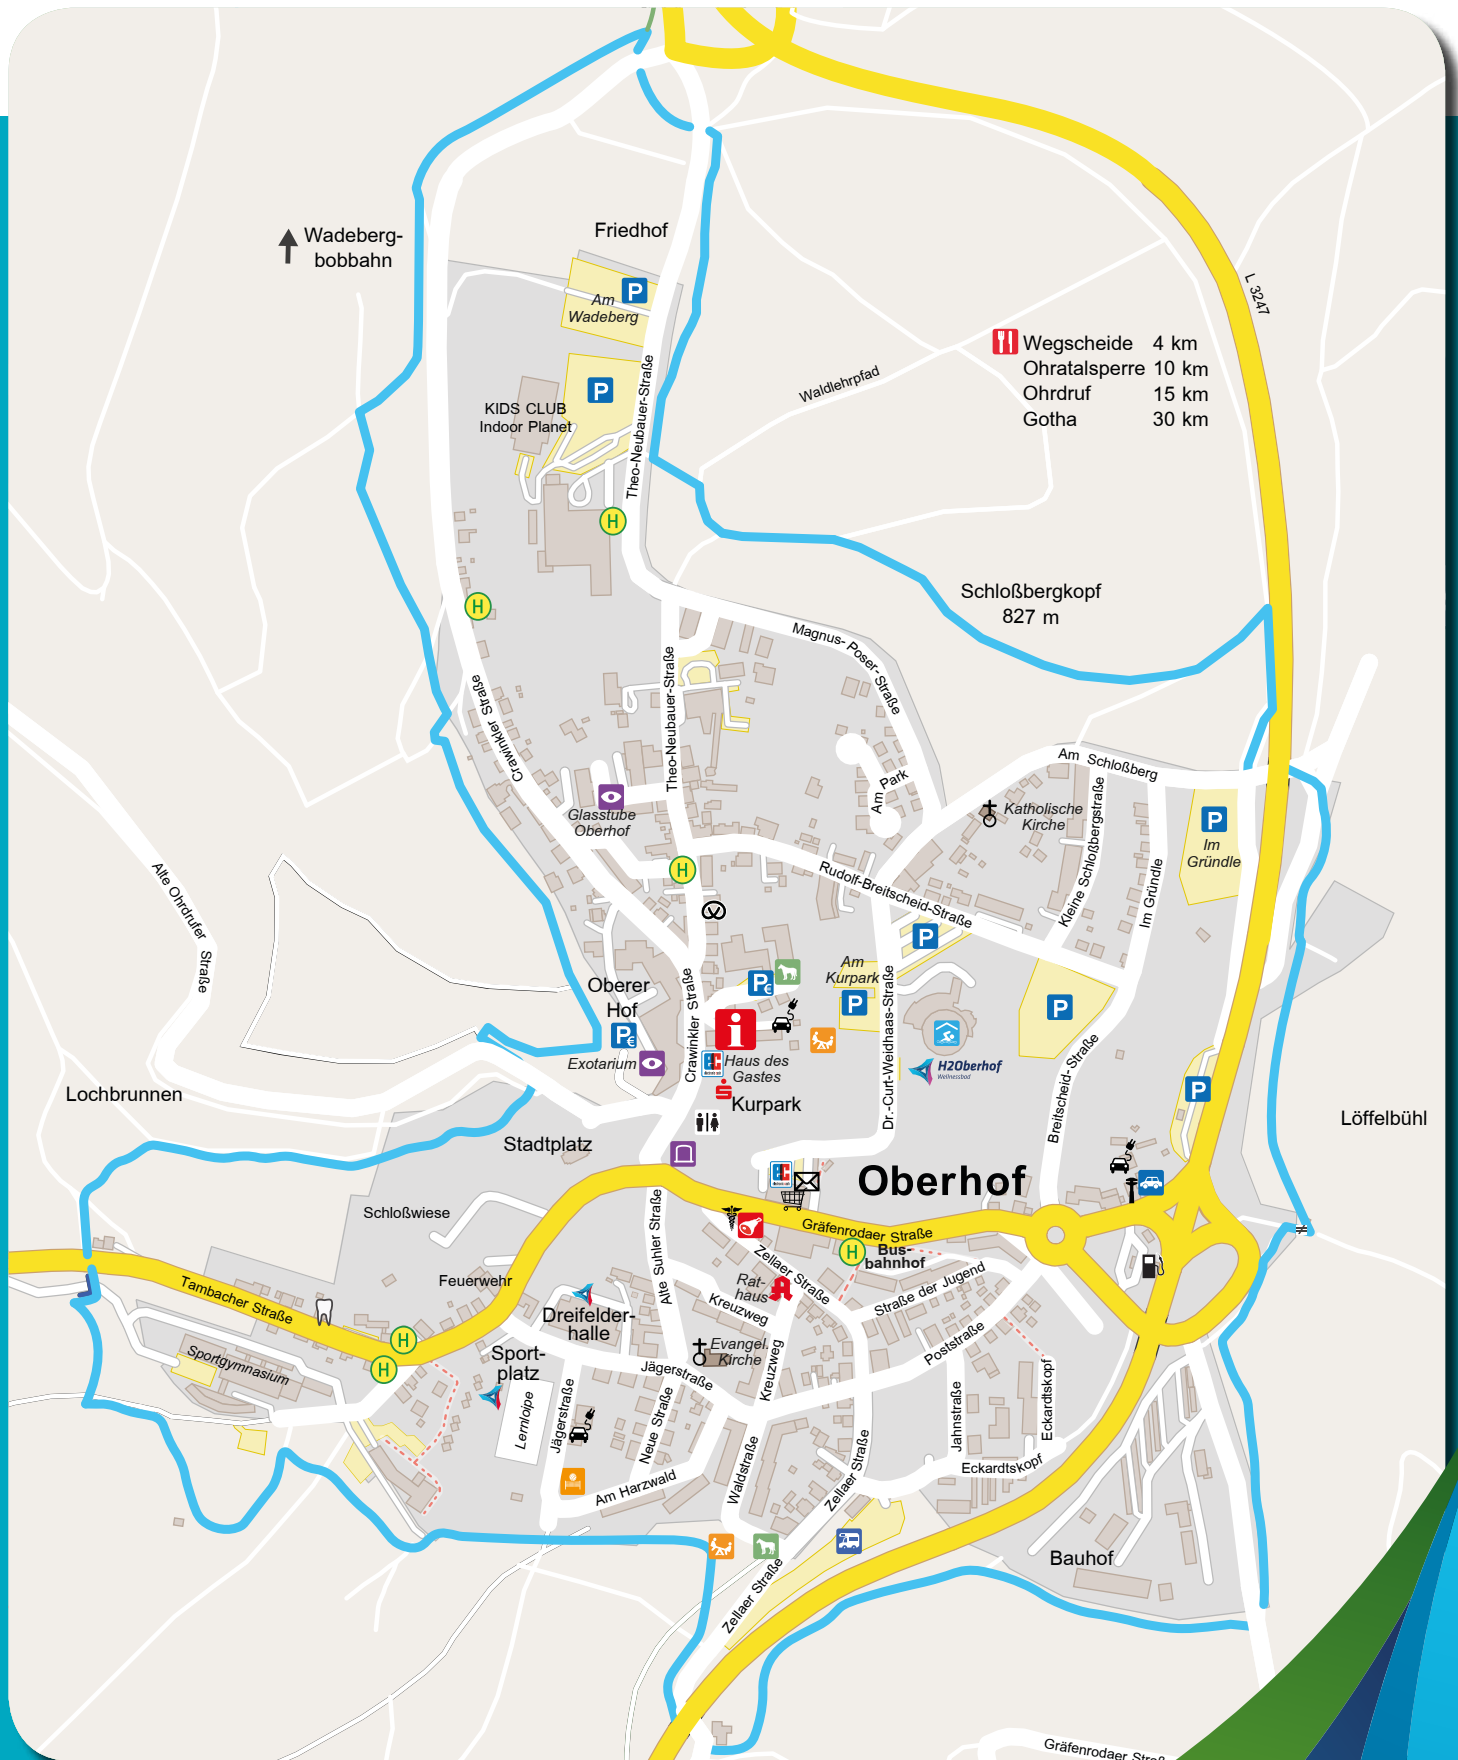 Friedhof
Wadeberg-
bobbahn
P
Am
Wadeberg
L 3247
Wegscheide 4 km
Ohratalsperre 10 km
Ohrdruf 15 km
Gotha 30 km
Waldlehrpfad
P
KIDS CLUB
Indoor Planet
Theo-Neubauer-Straße
H
H
Schloßbergkopf
827 m
Magnus-Poser-Straße
Theo-Neubauer-Straße
Crawinkler Straße
Am Schloßberg
Am Park
Glasstube
Oberhof
Katholische
Kirche
Kleine Schloßbergstraße
P
Im
Gründle
Im Gründle
H
Rudolf-Breitscheid-Straße
Alte Ohrdrufer Straße
P
Am
Kurpark
P
P
Oberer
Hof
P€
P€
Crawinkler Straße
i
Dr.-Curt-Weidhaas-Straße
Exotarium
Haus des
Gastes
H2Oberhof
Wellnessbad
Breitscheid-Straße
P
Kurpark
Lochbrunnen
Löffelbühl
Stadtplatz
Oberhof
Schloßwiese
Gräfenrodaer Straße
H
Bus-
bahnhof
Alte Suhler Straße
Zellaer Straße
Feuerwehr
Tambacher Straße
Rat-
haus
Straße der Jugend
Dreifelder-
halle
Kreuzweg
H
H
Sport-
platz
Evangel.
Kirche
Poststraße
Sportgymnasium
Jägerstraße
Kreuzweg
Lernloipe
Jägerstraße
Neue Straße
Jahnstraße
Eckardtskopf
Eckardtskopf
Am Harzwald
Waldstraße
Zellaer Straße
Bauhof
Zellaer Straße